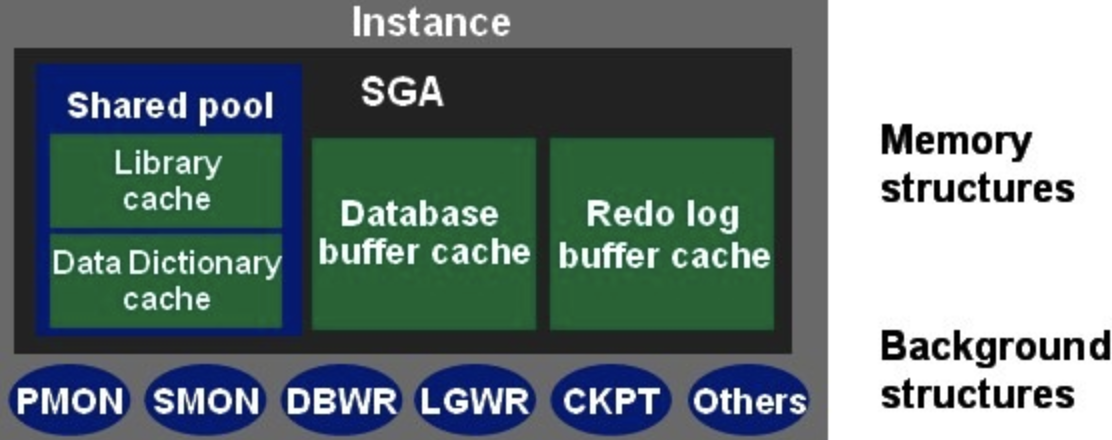 Instance
SGA
Shared pool
Library
cache
Data Dictionary
cache
Database
buffer cache
Redo log
buffer cache
Memory
structures
PMON
SMON
DBWR
LGWR
CKPT
Others
Background
structures